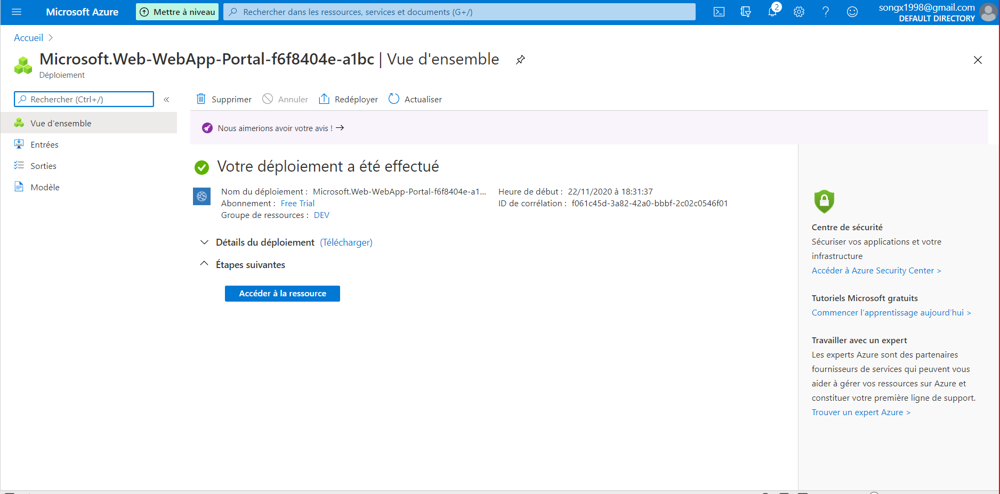 Microsoft Azure
Mettre à niveau
Rechercher dans les ressources, services et documents (G+/)
2
songx1998@gmail.com
DEFAULT DIRECTORY
Accueil
Microsoft.Web-WebApp-Portal-f6f8404e-a1bc | Vue d'ensemble
Déploiement
Rechercher (Ctrl+/)
«
Supprimer
Annuler
Redéployer
Actualiser
Vue d'ensemble
Entrées
Sorties
Modèle
Nous aimerions avoir votre avis ! →
Votre déploiement a été effectué
Nom du déploiement : Microsoft.Web-WebApp-Portal-f6f8404e-a1...
Abonnement : Free Trial
Groupe de ressources : DEV
Heure de début : 22/11/2020 à 18:31:37
ID de corrélation : f061c45d-3a82-42a0-bbbf-2c02c0546f01
Détails du déploiement (Télécharger)
Étapes suivantes
Accéder à la ressource
Centre de sécurité
Sécuriser vos applications et votre
infrastructure
Accéder à Azure Security Center >
Tutoriels Microsoft gratuits
Commencer l’apprentissage aujourd’hui >
Travailler avec un expert
Les experts Azure sont des partenaires
fournisseurs de services qui peuvent vous
aider à gérer vos ressources sur Azure et
constituer votre première ligne de support.
Trouver un expert Azure >